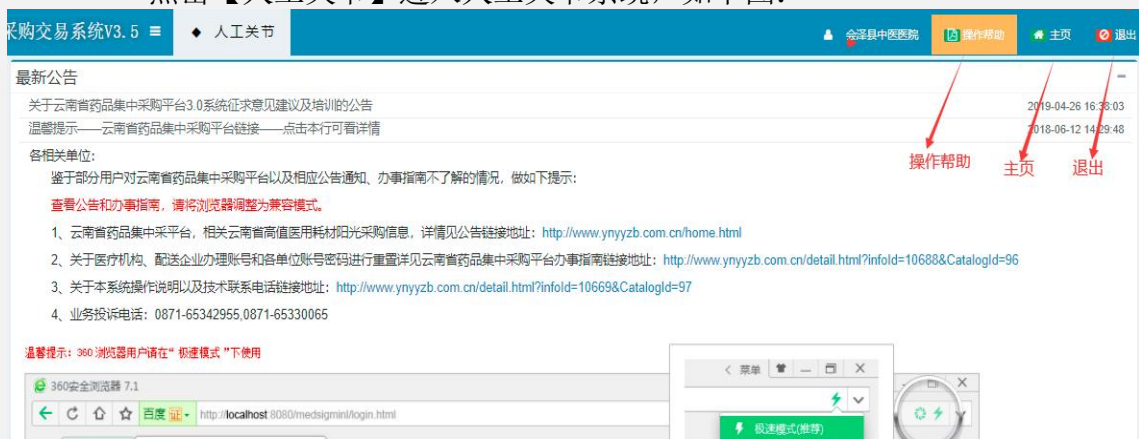 点击【人工关节】进入人工关节系统，如下图：
采购交易系统V3.5 ≡ ◆ 人工关节 会泽县中医医院 操作帮助 主页 退出
最新公告
关于云南省药品集中采购平台3.0系统征求意见建议及培训的公告 2019-04-26 16:38:03
温馨提示——云南省药品集中采购平台链接——点击本行可看详情 2018-06-12 14:29:48
各相关单位:
操作帮助 主页 退出
鉴于部分用户对云南省药品集中采购平台以及相应公告通知、办事指南不了解的情况，做如下提示：
查看公告和办事指南，请将浏览器调整为兼容模式。
1、云南省药品集中采平台，相关云南省高值医用耗材阳光采购信息，详情见公告链接地址：http://www.ynyyzb.com.cn/home.html
2、关于医疗机构、配送企业办理账号和各单位账号密码进行重置详见云南省药品集中采购平台办事指南链接地址：http://www.ynyyzb.com.cn/detail.html?infoId=10688&CatalogId=96
3、关于本系统操作说明以及技术联系电话链接地址：http://www.ynyyzb.com.cn/detail.html?infoId=10669&CatalogId=97
4、业务投诉电话：0871-65342955,0871-65330065
温馨提示：360 浏览器用户请在“ 极速模式 ”下使用
360安全浏览器 7.1
菜单
百度 证 http://localhost:8080/medsigminl/login.html
极速模式(推荐)